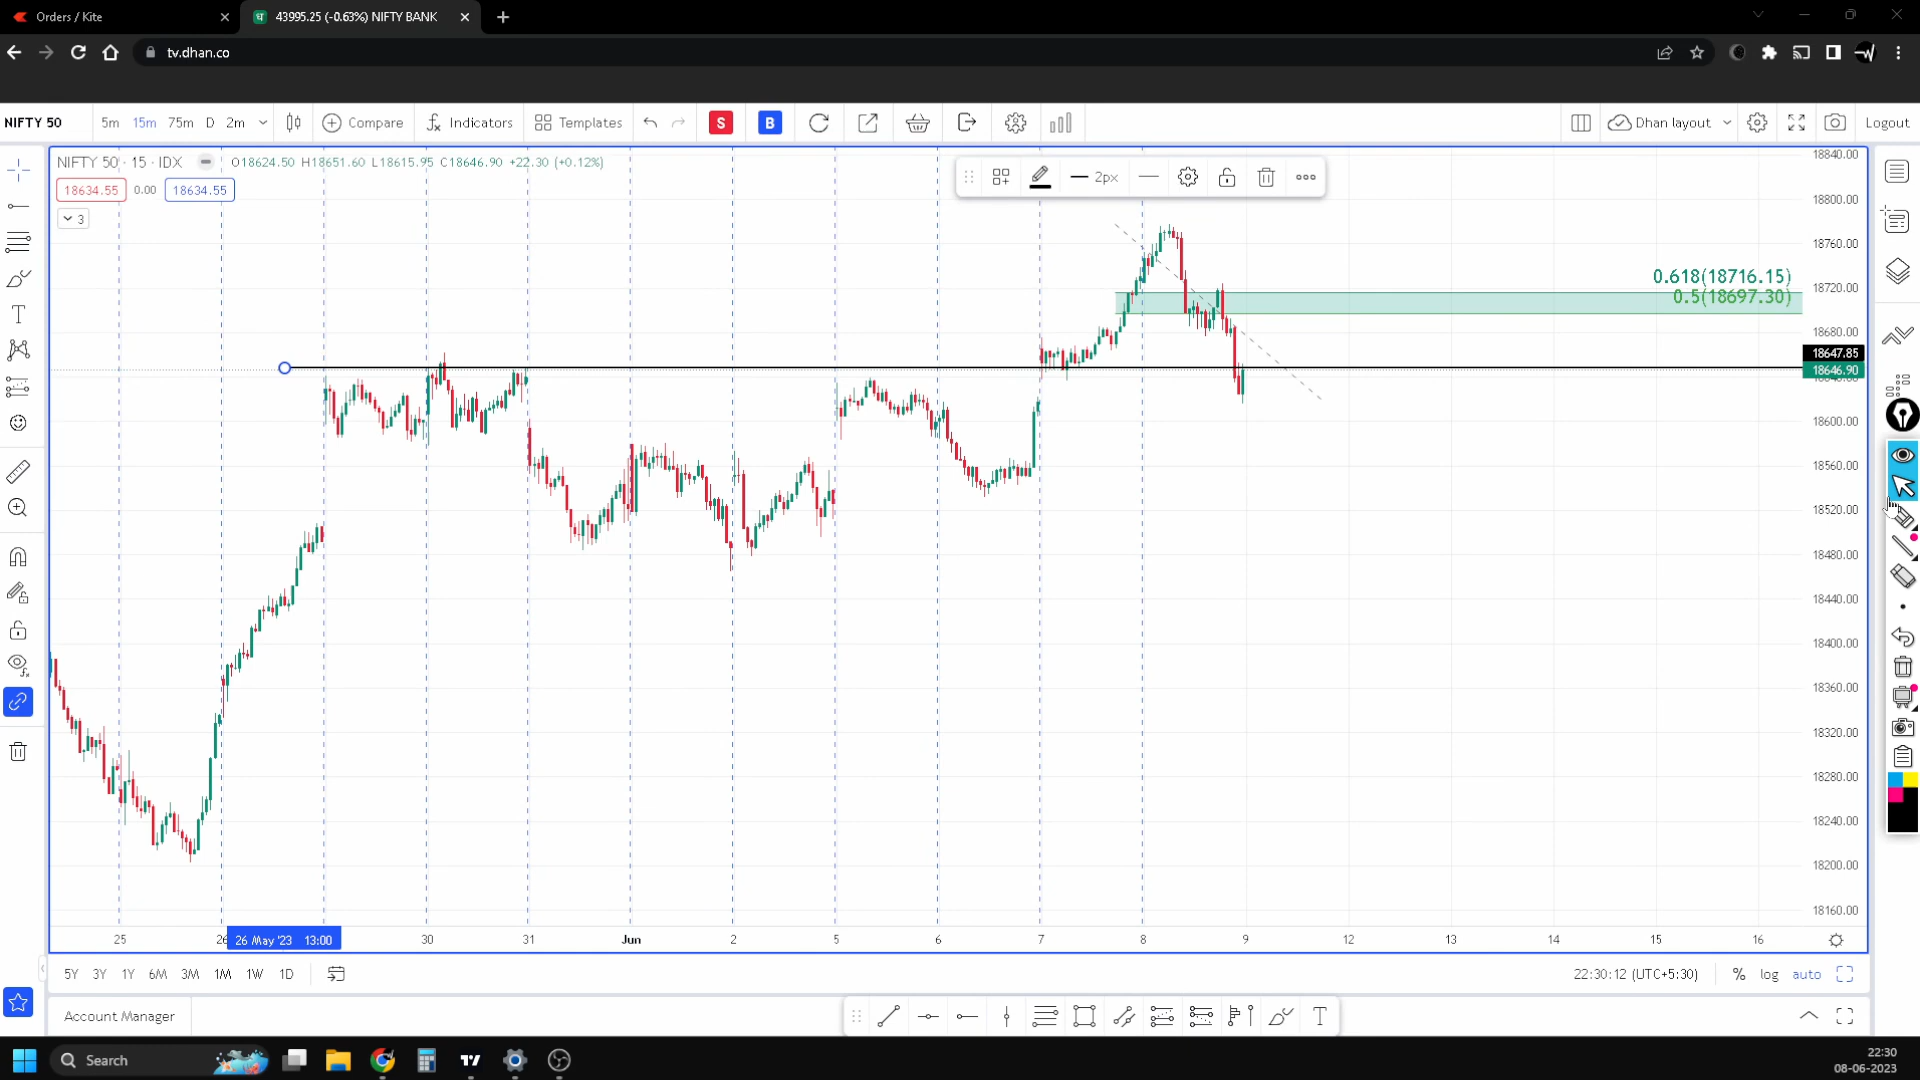 Orders / Kite
43995.25 (-0.63%) NIFTY BANK
tv.dhan.co
NIFTY 50 5m 15m 75m D 2m Compare Indicators Templates S B Dhan layout Logout
NIFTY 50 · 15 · IDX O18624.50 H18651.60 L18615.95 C18646.90 +22.30 (+0.12%)
18634.55 0.00 18634.55
3
2px
18840.00
18800.00
18760.00
0.618(18716.15)
18720.00
0.5(18697.30)
18680.00
18647.85
18646.90
18600.00
18560.00
18520.00
18480.00
18440.00
18400.00
18360.00
18320.00
18280.00
18240.00
18200.00
18160.00
25 26 May '23 13:00 30 31 Jun 2 5 6 7 8 9 12 13 14 15 16
5Y 3Y 1Y 6M 3M 1M 1W 1D 22:30:12 (UTC+5:30) % log auto
Account Manager
Search
22:30
08-06-2023